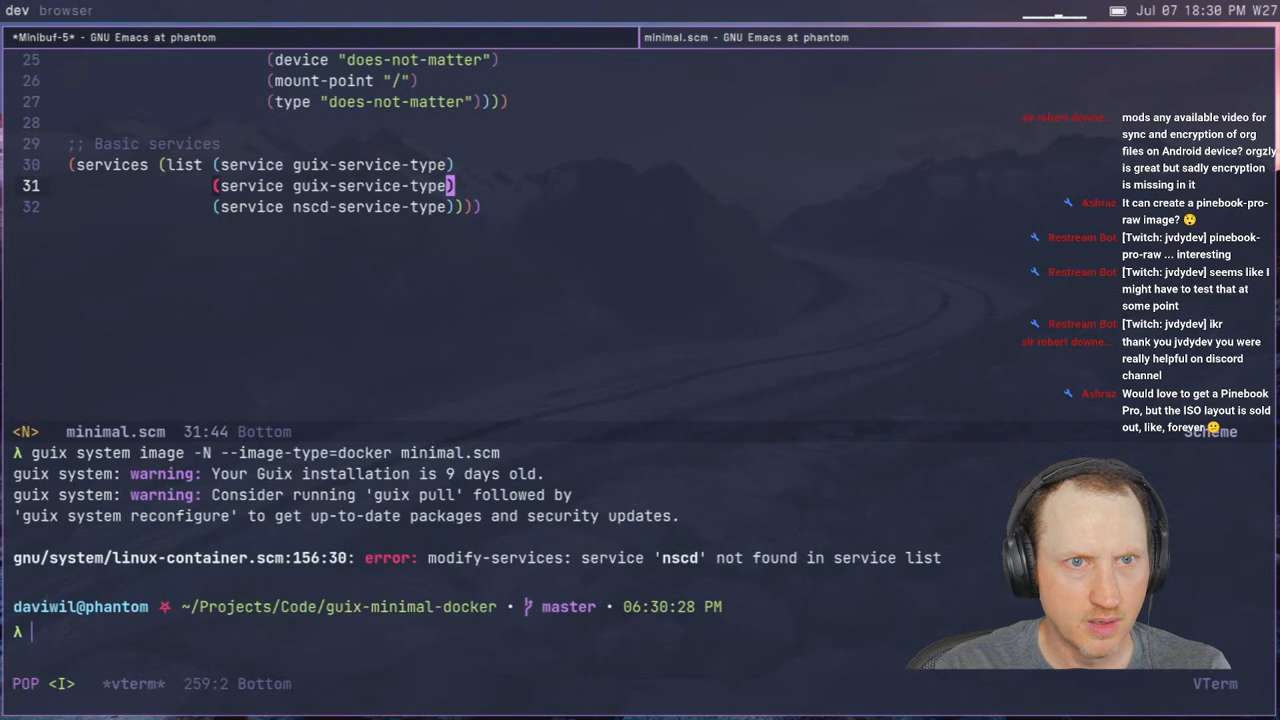 dev browser
Jul 07 18:30 PM W27
*Minibuf-5* - GNU Emacs at phantom
minimal.scm - GNU Emacs at phantom
25 (device "does-not-matter")
26 (mount-point "/")
27 (type "does-not-matter"))))
28
29 ;; Basic services
30 (services (list (service guix-service-type)
31 (service guix-service-type)
32 (service nscd-service-type))))
<N> minimal.scm 31:44 Bottom
Scheme
λ guix system image -N --image-type=docker minimal.scm
guix system: warning: Your Guix installation is 9 days old.
guix system: warning: Consider running 'guix pull' followed by
'guix system reconfigure' to get up-to-date packages and security updates.
gnu/system/linux-container.scm:156:30: error: modify-services: service 'nscd' not found in service list
daviwil@phantom ~/Projects/Code/guix-minimal-docker • master • 06:30:28 PM
λ
POP <I> *vterm* 259:2 Bottom
VTerm
sir robert downe... mods any available video for
sync and encryption of org
files on Android device? orgzly
is great but sadly encryption
is missing in it
Ashraz It can create a pinebook-pro-
raw image? 😲
Restream Bot [Twitch: jvdydev] pinebook-
pro-raw ... interesting
Restream Bot [Twitch: jvdydev] seems like I
might have to test that at
some point
Restream Bot [Twitch: jvdydev] ikr
sir robert downe... thank you jvdydev you were
really helpful on discord
channel
Ashraz Would love to get a Pinebook
Pro, but the ISO layout is sold
out, like, forever 😕